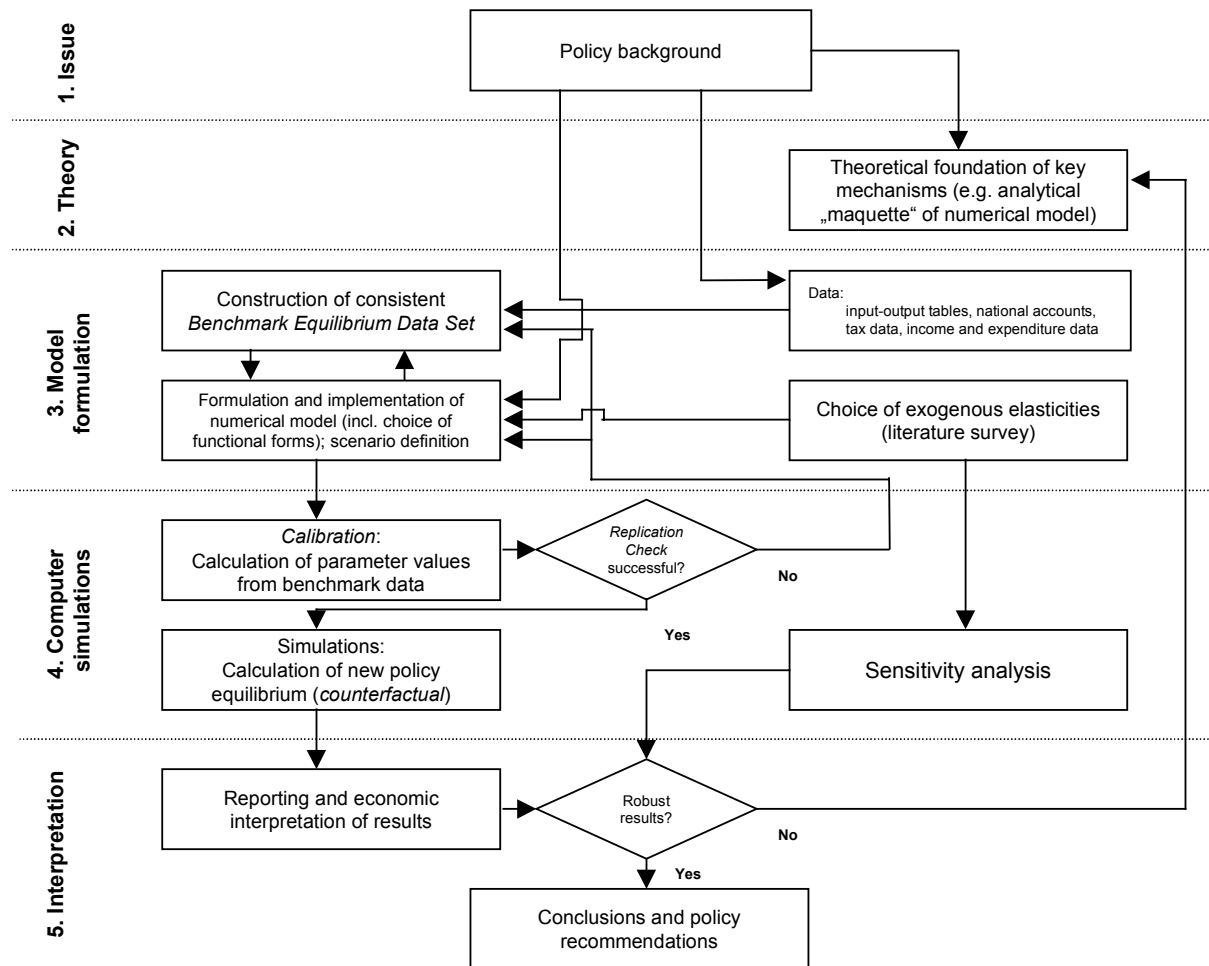 1. Issue
Policy background
2. Theory
Theoretical foundation of key
mechanisms (e.g. analytical
„maquette“ of numerical model)
3. Model
formulation
Construction of consistent
Benchmark Equilibrium Data Set
Data:
input-output tables, national accounts,
tax data, income and expenditure data
Formulation and implementation of
numerical model (incl. choice of
functional forms); scenario definition
Choice of exogenous elasticities
(literature survey)
4. Computer
simulations
Calibration:
Calculation of parameter values
from benchmark data
Replication
Check
successful?
No
Yes
Simulations:
Calculation of new policy
equilibrium (counterfactual)
Sensitivity analysis
5. Interpretation
Reporting and economic
interpretation of results
Robust
results?
No
Yes
Conclusions and policy
recommendations